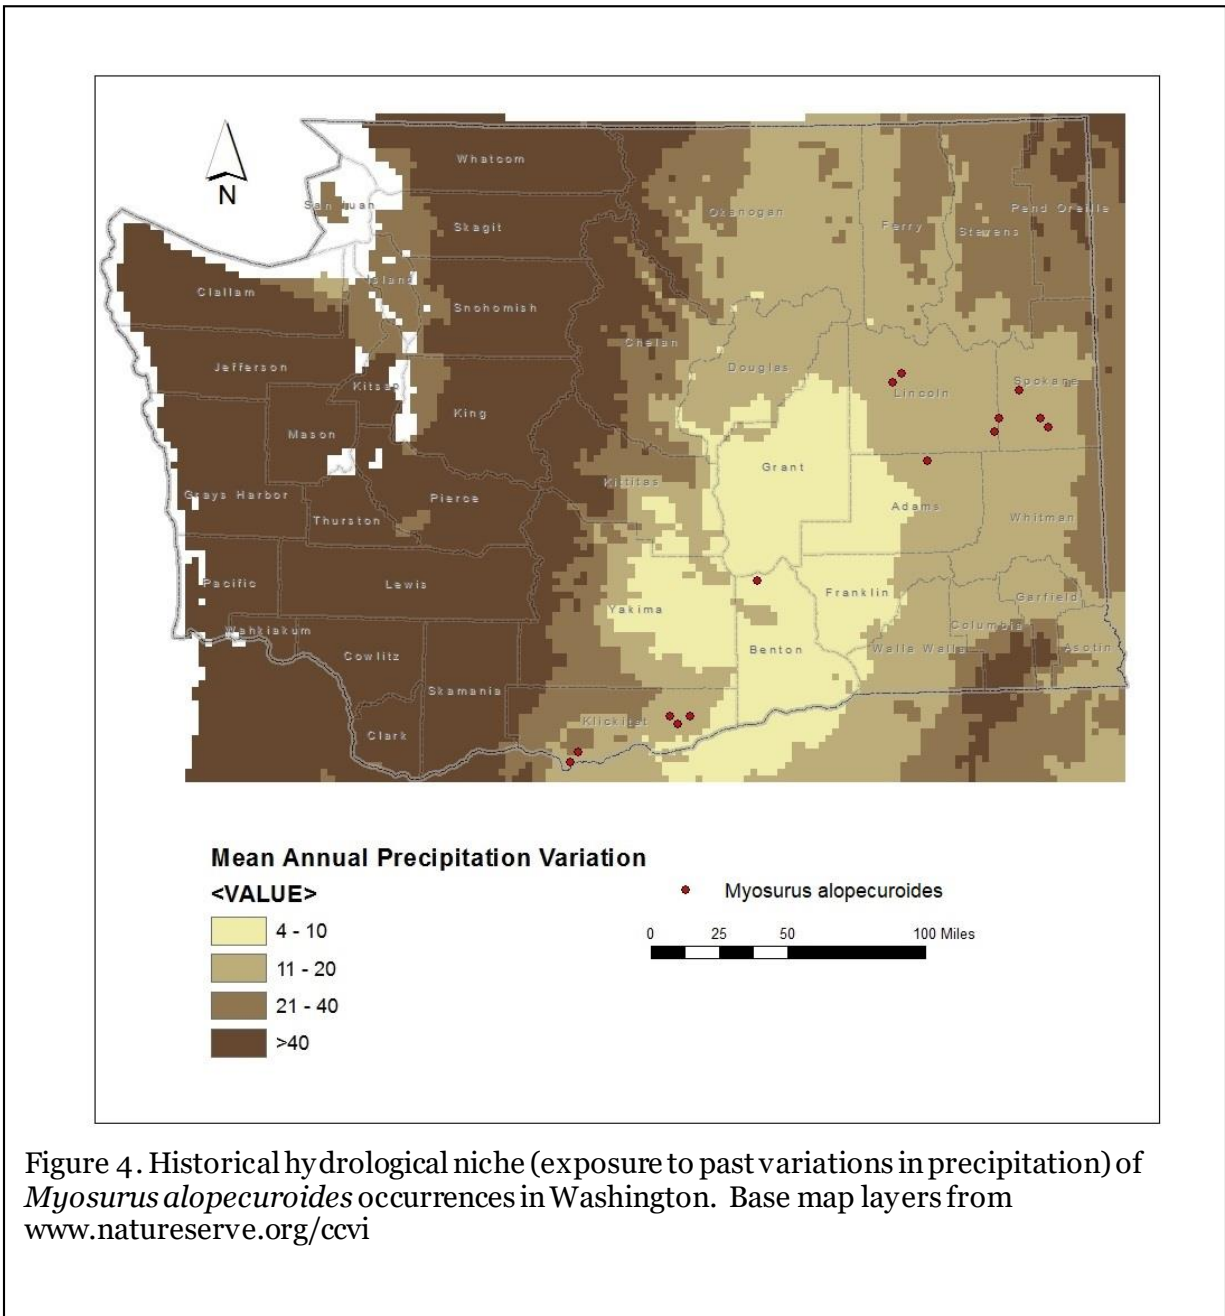 Whatcom
San Juan
Skagit
Okanogan
Ferry
Stevens
Pend Oreille
Island
Clallam
Snohomish
Chelan
Jefferson
Kitsap
Douglas
Lincoln
Spokane
King
Mason
Grant
Kittitas
Grays Harbor
Pierce
Adams
Thurston
Whitman
Pacific
Lewis
Yakima
Franklin
Garfield
Wahkiakum
Columbia
Cowlitz
Benton
Walla Walla
Asotin
Skamania
Klickitat
Clark
N
Mean Annual Precipitation Variation
<VALUE>
4 - 10
11 - 20
21 - 40
>40
Myosurus alopecuroides
0 25 50 100 Miles
Figure 4. Historical hydrological niche (exposure to past variations in precipitation) of
Myosurus alopecuroides occurrences in Washington. Base map layers from
www.natureserve.org/ccvi